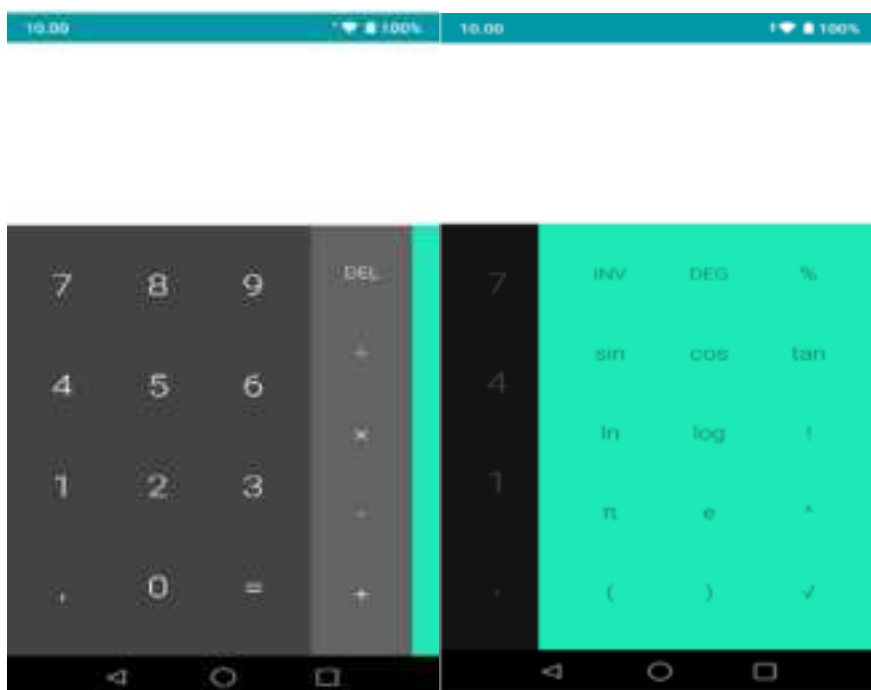 10.00 100%
7 8 9 DEL
÷
4 5 6
×
1 2 3
-
, 0 = +
10.00 100%
7 INV DEG %
sin cos tan
4
ln log !
1
π e ^
, ( ) √